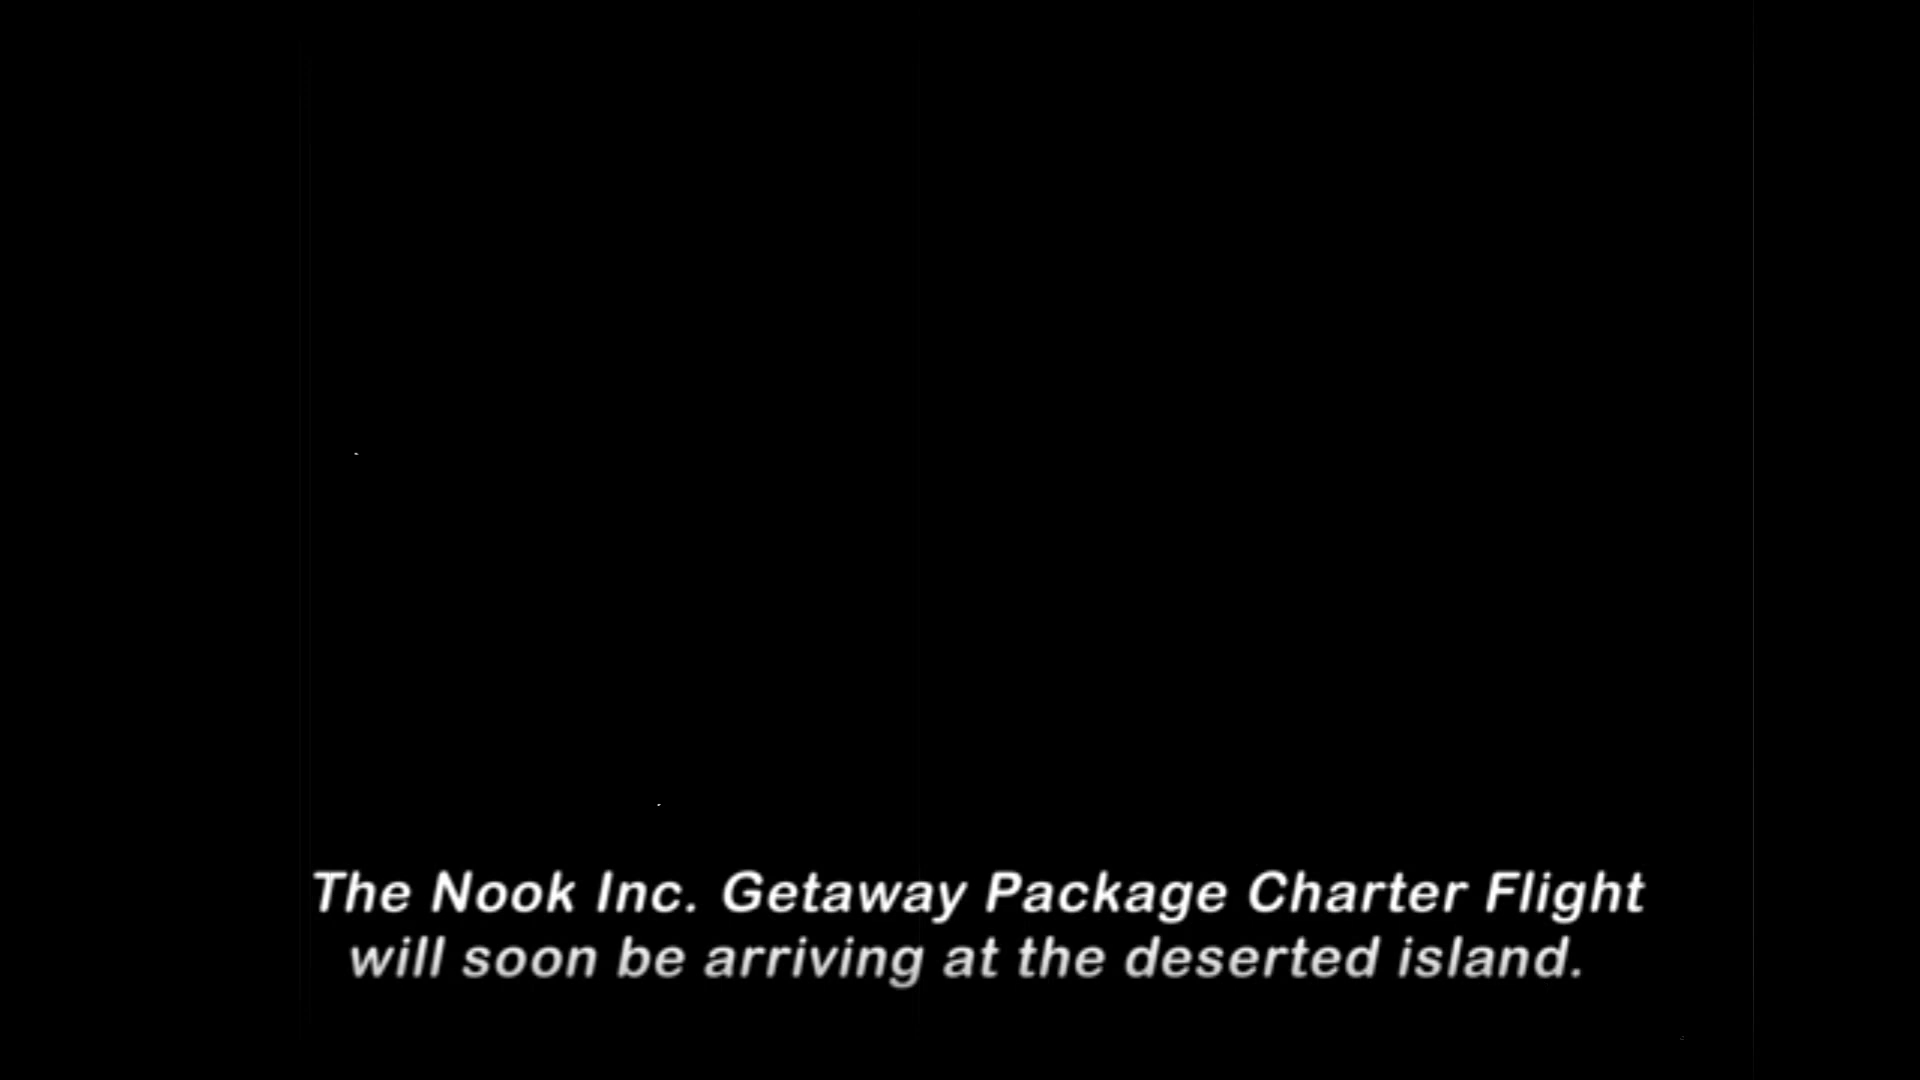 The Nook Inc. Getaway Package Charter Flight
will soon be arriving at the deserted island.